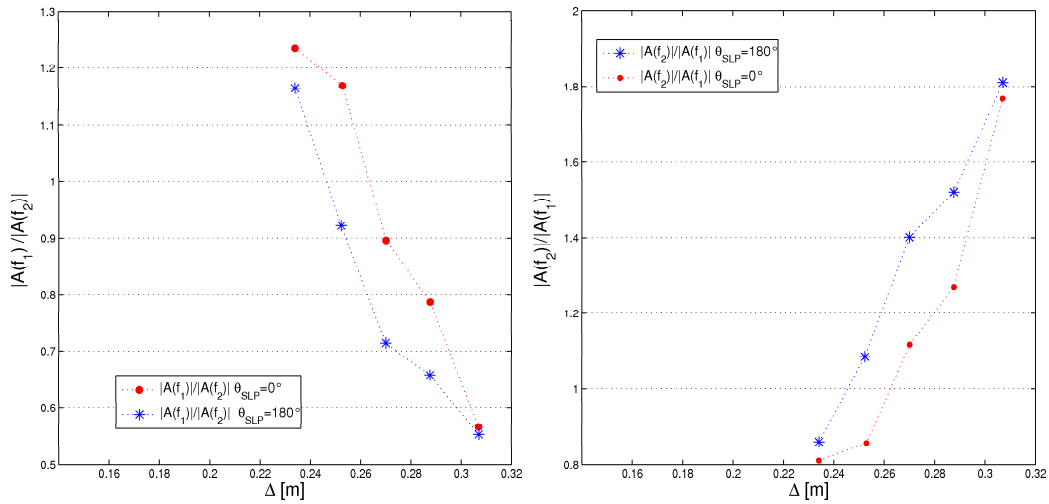 1.3
1.2
1.1
1
0.9
0.8
0.7
0.6
0.5
|A(f₁) /|A(f₂)|
|A(f₁)|/|A(f₂)| θ_SLP=0°
|A(f₁)|/|A(f₂)| θ_SLP=180°
0.16 0.18 0.2 0.22 0.24 0.26 0.28 0.3 0.32
Δ [m]
2
1.8
1.6
1.4
1.2
1
0.8
|A(f₂)|/|A(f₁)|
|A(f₂)|/|A(f₁)| θ_SLP=180°
|A(f₂)|/|A(f₁)| θ_SLP=0°
0.16 0.18 0.2 0.22 0.24 0.26 0.28 0.3 0.32
Δ [m]